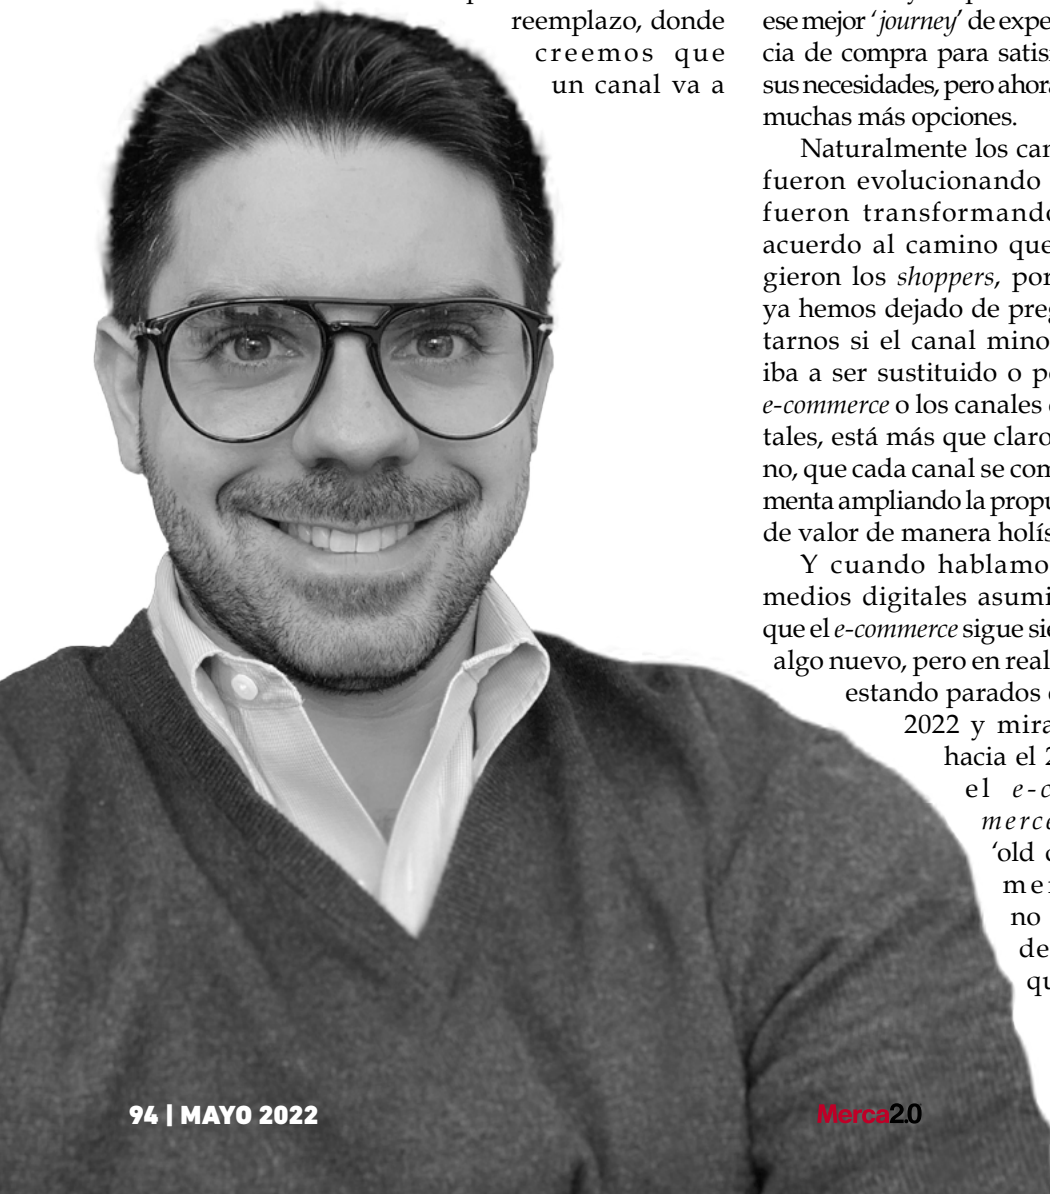 reemplazo, donde
creemos que
un canal va a
ese mejor ‘journey’ de expe
cia de compra para satis
sus necesidades, pero ahora
muchas más opciones.
Naturalmente los can
fueron evolucionando
fueron transformando
acuerdo al camino que
gieron los shoppers, por
ya hemos dejado de preg
tarnos si el canal mino
iba a ser sustituido o po
e-commerce o los canales
tales, está más que claro
no, que cada canal se com
menta ampliando la propu
de valor de manera holís
Y cuando hablamo
medios digitales asumi
que el e-commerce sigue sie
algo nuevo, pero en real
estando parados
2022 y mira
hacia el 2
el e-c
merce
‘old
me
no
de
qu
94 | MAYO 2022
Merca2.0